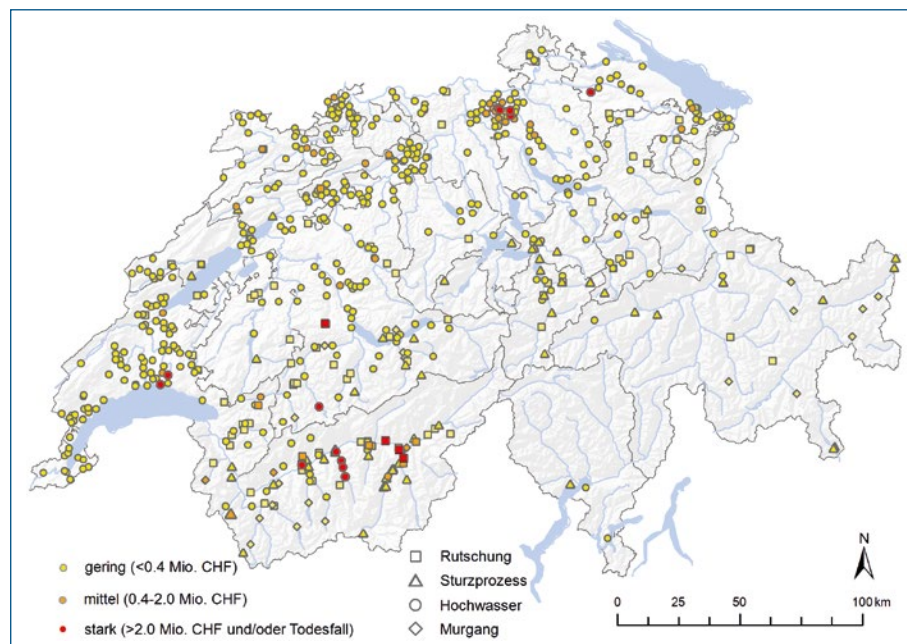 gering (<0.4 Mio. CHF)
mittel (0.4-2.0 Mio. CHF)
stark (>2.0 Mio. CHF und/oder Todesfall)
Rutschung
Sturzprozess
Hochwasser
Murgang
N
0 25 50 100 km